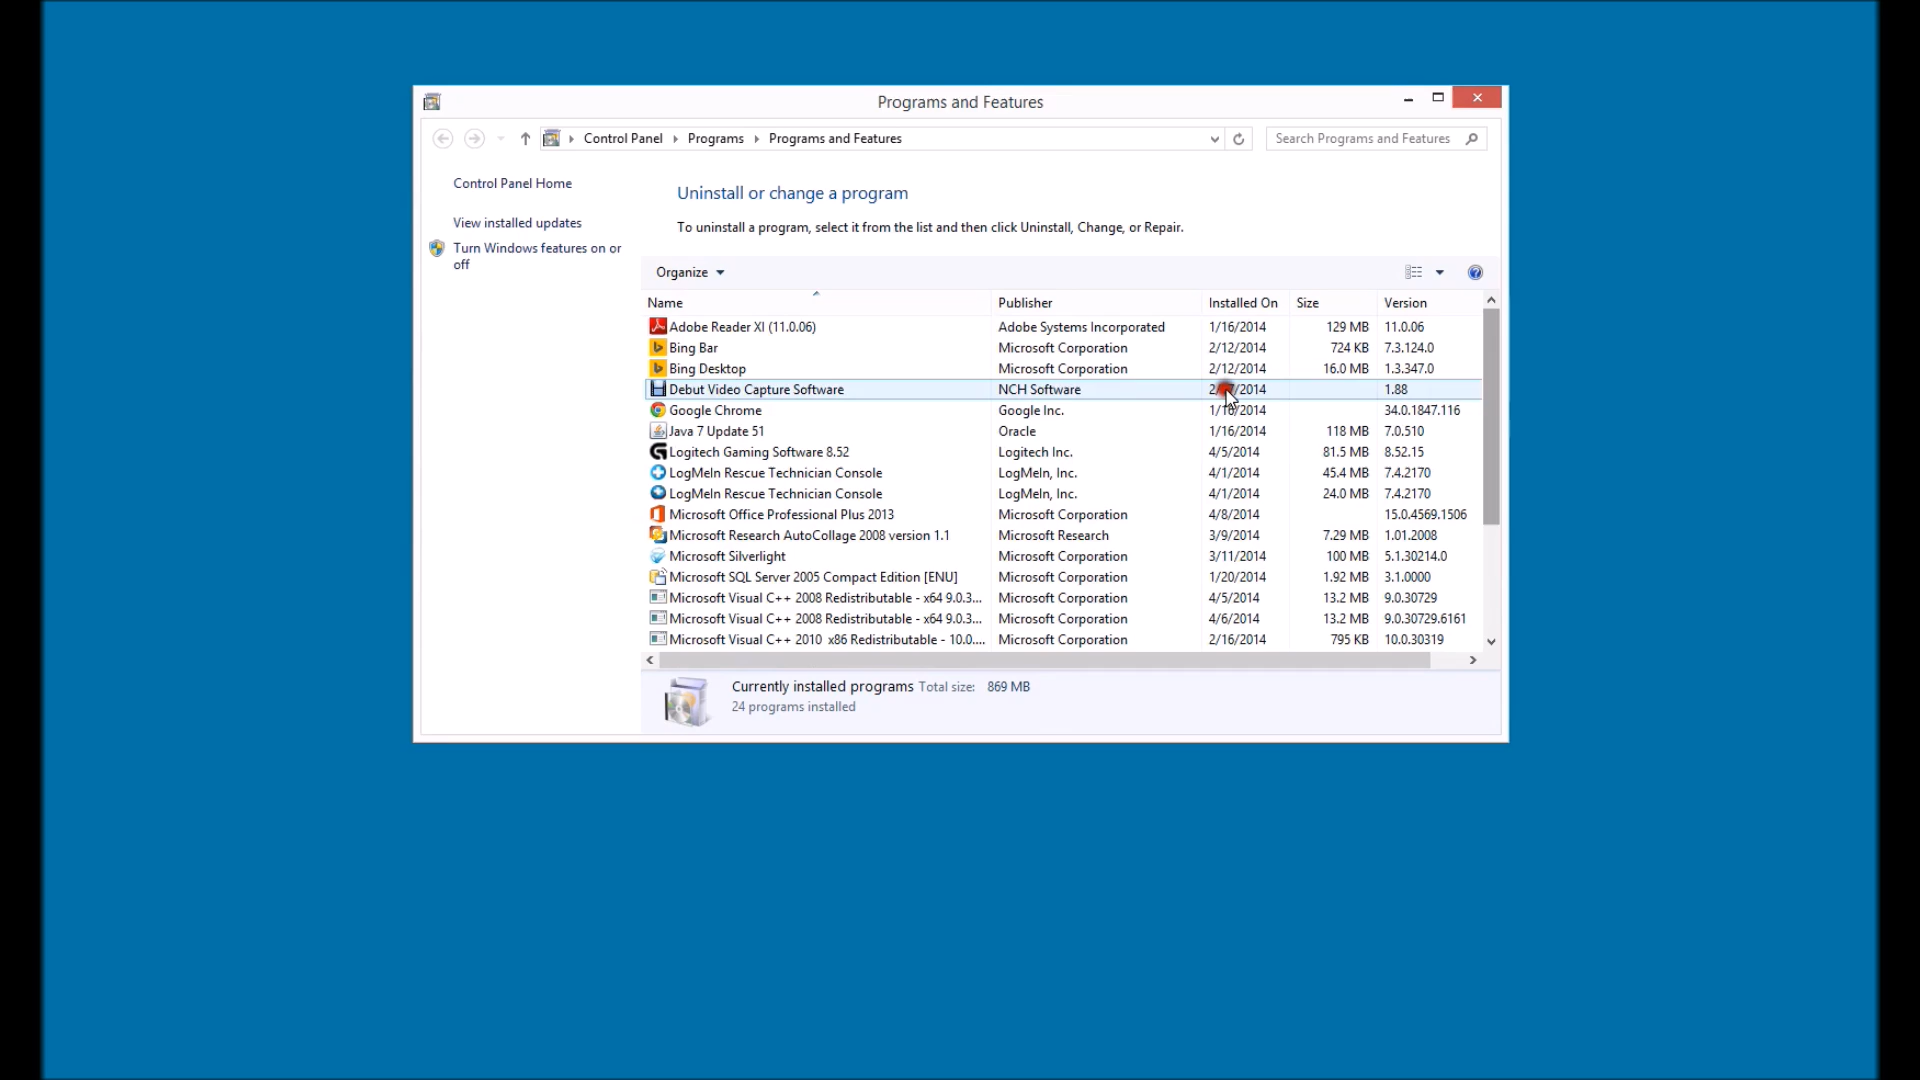 Programs and Features
Control Panel Programs Programs and Features Search Programs and Features
Control Panel Home
View installed updates
Turn Windows features on or
off
Uninstall or change a program
To uninstall a program, select it from the list and then click Uninstall, Change, or Repair.
Organize
Name Publisher Installed On Size Version
Adobe Reader XI (11.0.06) Adobe Systems Incorporated 1/16/2014 129 MB 11.0.06
Bing Bar Microsoft Corporation 2/12/2014 724 KB 7.3.124.0
Bing Desktop Microsoft Corporation 2/12/2014 16.0 MB 1.3.347.0
Debut Video Capture Software NCH Software 1.88
Google Chrome Google Inc. 34.0.1847.116
Java 7 Update 51 Oracle 1/16/2014 118 MB 7.0.510
Logitech Gaming Software 8.52 Logitech Inc. 4/5/2014 81.5 MB 8.52.15
LogMeIn Rescue Technician Console LogMeIn, Inc. 4/1/2014 45.4 MB 7.4.2170
LogMeIn Rescue Technician Console LogMeIn, Inc. 4/1/2014 24.0 MB 7.4.2170
Microsoft Office Professional Plus 2013 Microsoft Corporation 4/8/2014 15.0.4569.1506
Microsoft Research AutoCollage 2008 version 1.1 Microsoft Research 3/9/2014 7.29 MB 1.01.2008
Microsoft Silverlight Microsoft Corporation 3/11/2014 100 MB 5.1.30214.0
Microsoft SQL Server 2005 Compact Edition [ENU] Microsoft Corporation 1/20/2014 1.92 MB 3.1.0000
Microsoft Visual C++ 2008 Redistributable - x64 9.0.3... Microsoft Corporation 4/5/2014 13.2 MB 9.0.30729
Microsoft Visual C++ 2008 Redistributable - x64 9.0.3... Microsoft Corporation 4/6/2014 13.2 MB 9.0.30729.6161
Microsoft Visual C++ 2010 x86 Redistributable - 10.0.... Microsoft Corporation 2/16/2014 795 KB 10.0.30319
Currently installed programs Total size: 869 MB
24 programs installed